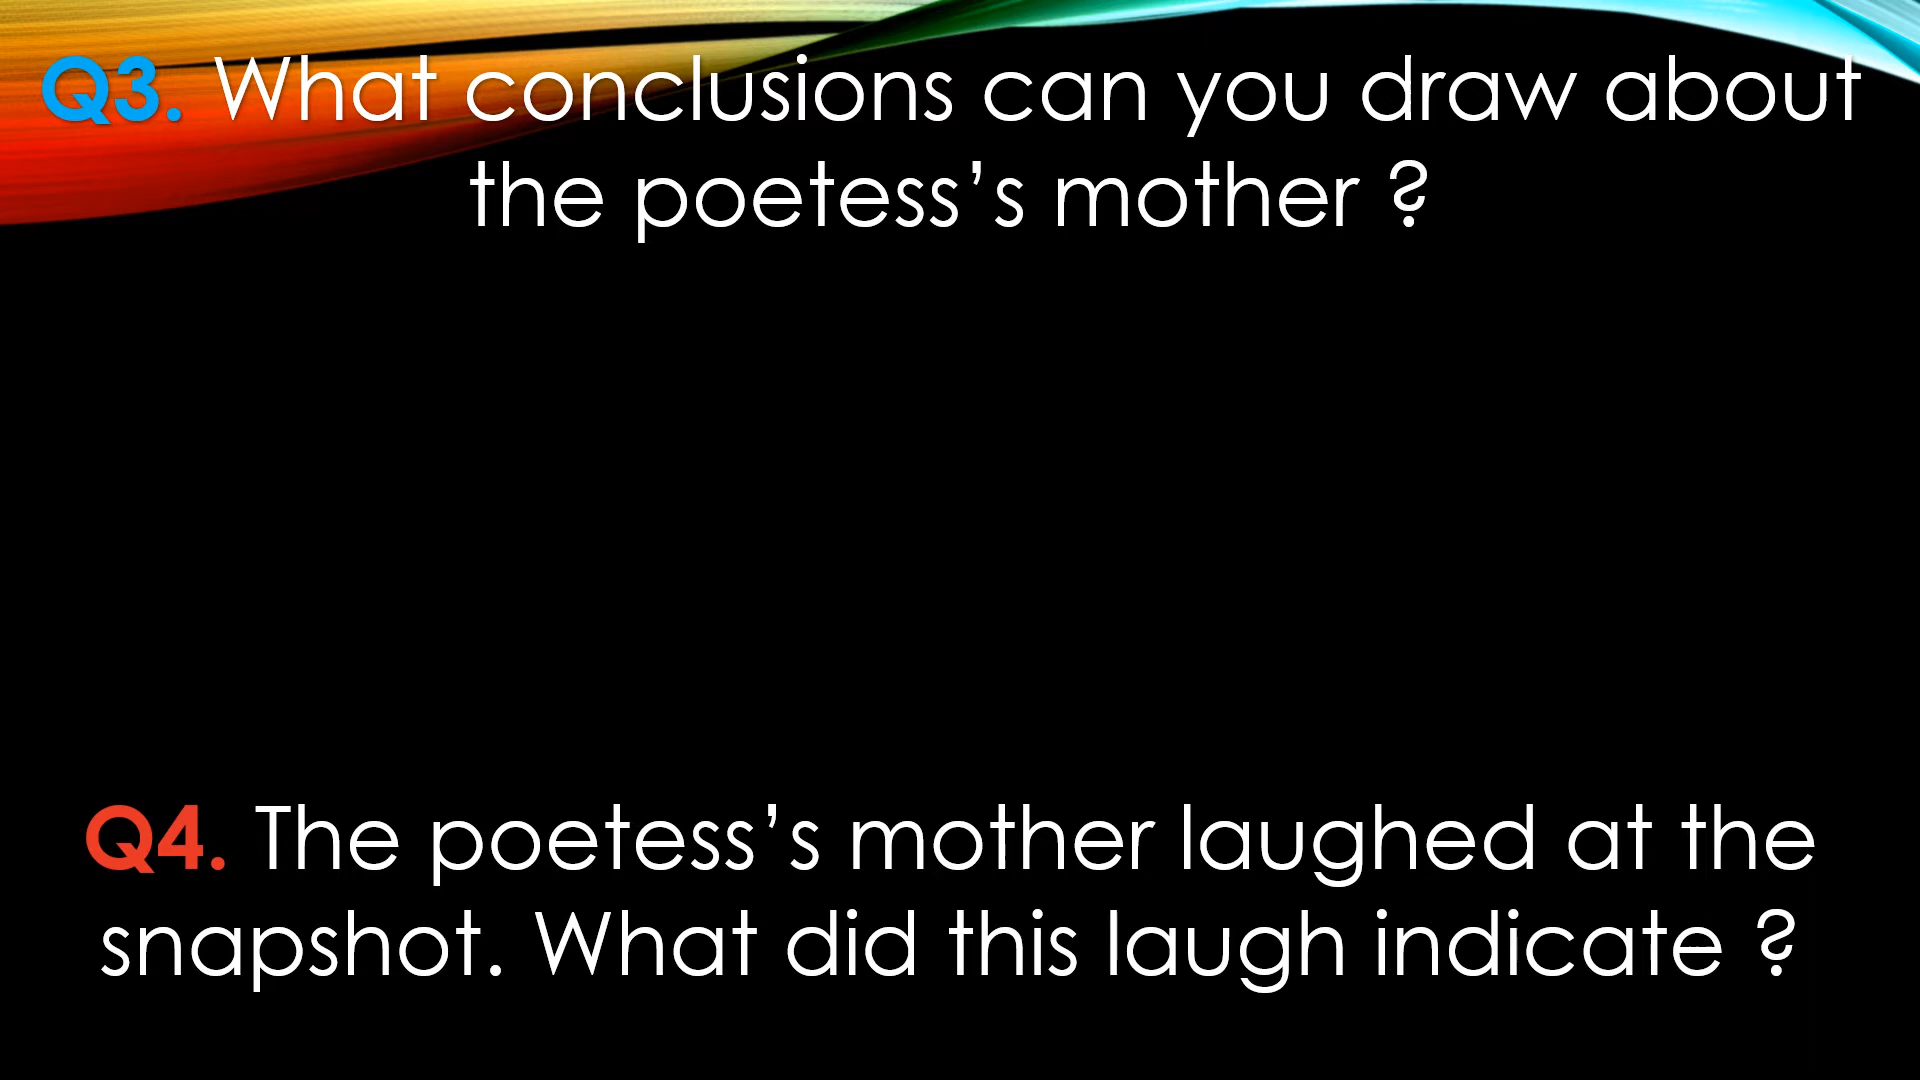 Q3. What conclusions can you draw about
the poetess’s mother ?
Q4. The poetess’s mother laughed at the
snapshot. What did this laugh indicate ?